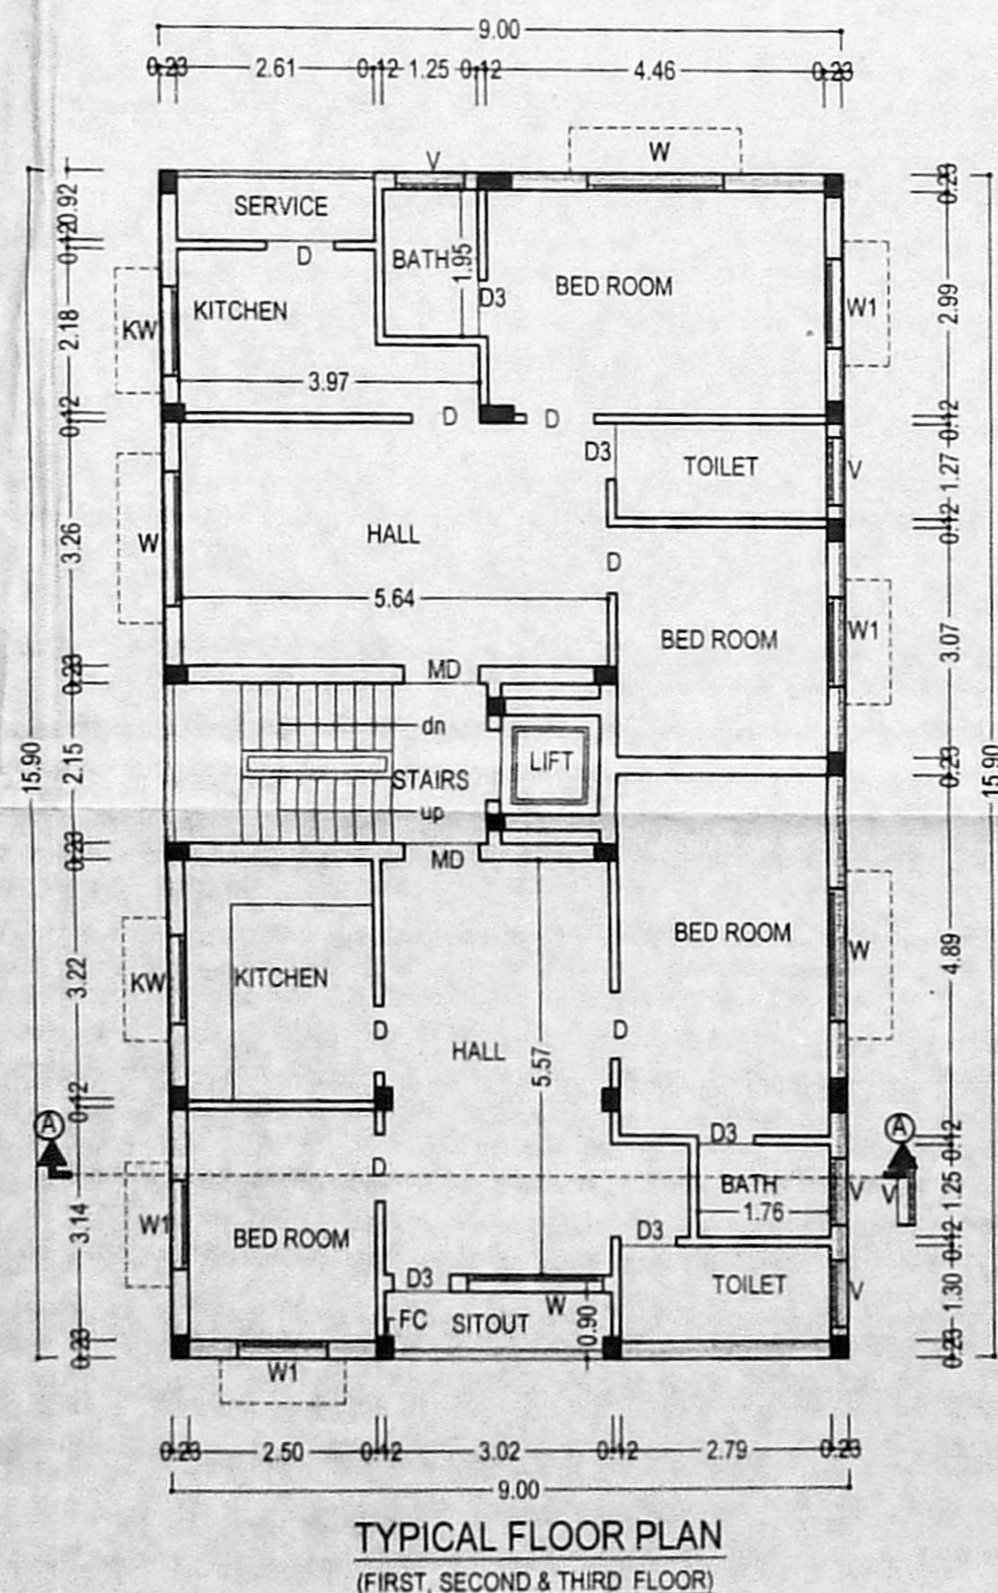 9.00
0.23 2.61 0.12 1.25 0.12 4.46 0.23
V
W
SERVICE
D
BATH
1.95
BED ROOM
D3
KITCHEN
KW
W1
3.97
D
D
D3
TOILET
V
HALL
W
D
5.64
BED ROOM
W1
MD
dn
LIFT
STAIRS
up
MD
BED ROOM
W
KITCHEN
KW
D
HALL
5.57
D
A
A
D3
D
BATH
V
V
1.76
W1
BED ROOM
D3
D3
TOILET
V
FC
SITOUT
W
0.90
W1
15.90
0.92
0.12
2.18
0.12
3.26
0.23
2.15
0.23
3.22
0.12
3.14
0.23
0.23
2.99
0.12
1.27
0.12
3.07
0.23
4.89
0.12
1.25
0.12
1.30
0.23
15.90
0.23 2.50 0.12 3.02 0.12 2.79 0.23
9.00
TYPICAL FLOOR PLAN
(FIRST, SECOND & THIRD FLOOR)